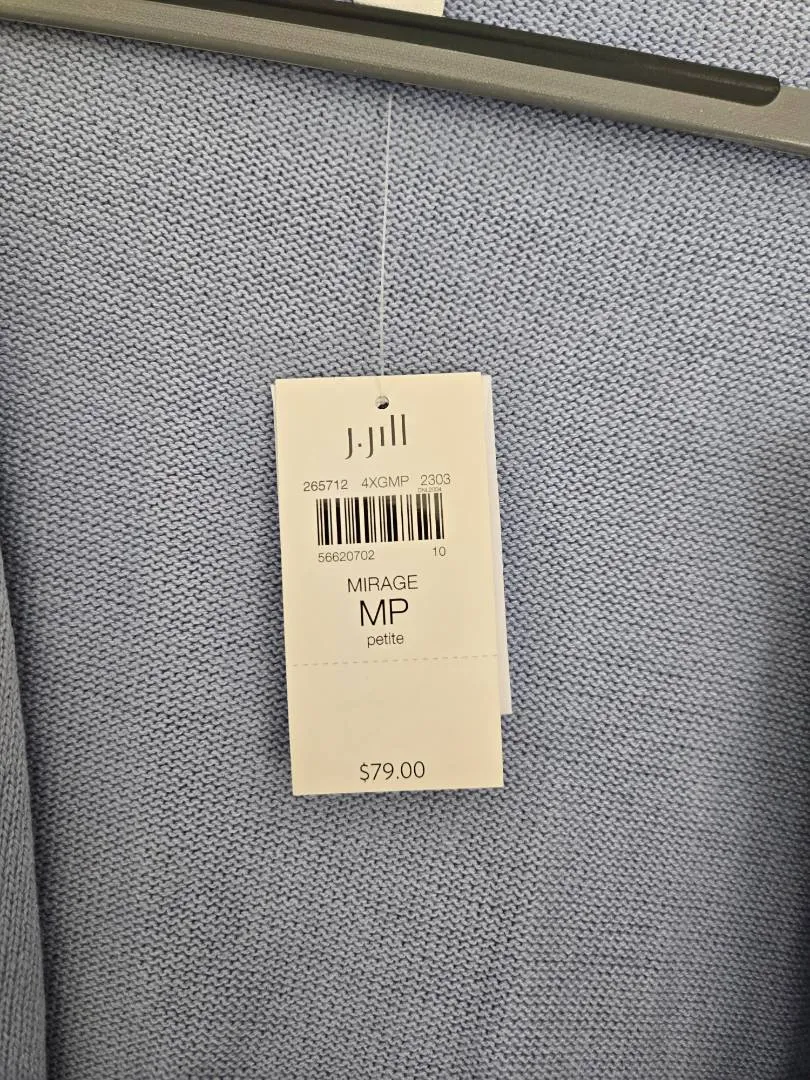 J.Jill
265712 4XGMP 2303
56620702 10
MIRAGE
MP
petite
$79.00